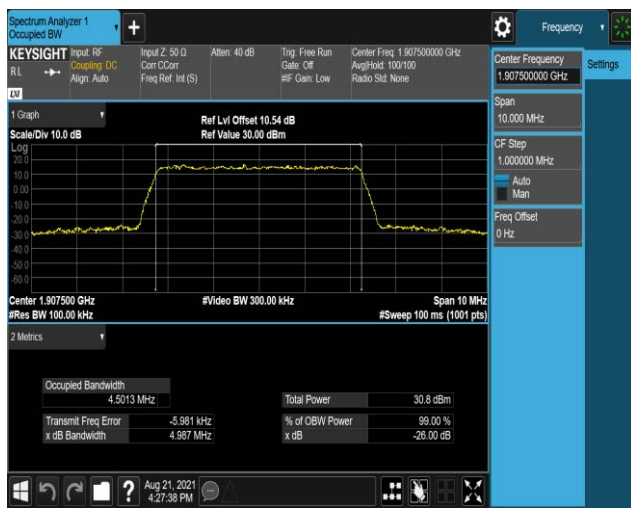 Spectrum Analyzer 1
Occupied BW
+
Frequency
KEYSIGHT
RL
LXI
Input: RF
Coupling: DC
Align: Auto
Input Z: 50 Ω
Corr CCorr
Freq Ref: Int (S)
Atten: 40 dB
Trig: Free Run
Gate: Off
#IF Gain: Low
Center Freq: 1.907500000 GHz
Avg|Hold: 100/100
Radio Std: None
Center Frequency
1.907500000 GHz
Settings
Span
10.000 MHz
CF Step
1.000000 MHz
Auto
Man
Freq Offset
0 Hz
1 Graph
Scale/Div 10.0 dB
Ref Lvl Offset 10.54 dB
Ref Value 30.00 dBm
Log
20.0
10.0
0.00
-10.0
-20.0
-30.0
-40.0
-50.0
-60.0
Center 1.907500 GHz
#Res BW 100.00 kHz
#Video BW 300.00 kHz
Span 10 MHz
#Sweep 100 ms (1001 pts)
2 Metrics
Occupied Bandwidth
4.5013 MHz
Total Power 30.8 dBm
Transmit Freq Error -5.981 kHz
% of OBW Power 99.00 %
x dB Bandwidth 4.987 MHz
x dB -26.00 dB
?
Aug 21, 2021
4:27:38 PM